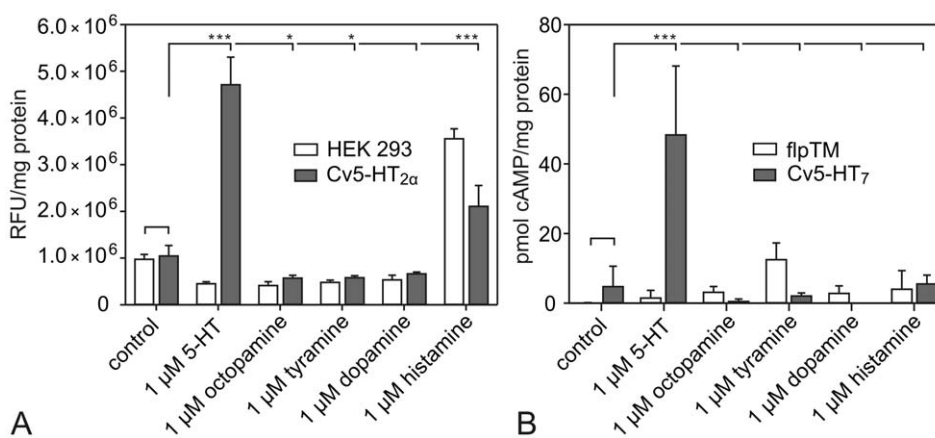 RFU/mg protein
6.0 × 10⁶
5.0 × 10⁶
4.0 × 10⁶
3.0 × 10⁶
2.0 × 10⁶
1.0 × 10⁶
0
***
*
*
***
HEK 293
Cv5-HT₂α
control
1 µM 5-HT
1 µM octopamine
1 µM tyramine
1 µM dopamine
1 µM histamine
A
pmol cAMP/mg protein
80
60
40
20
0
***
flpTM
Cv5-HT₇
control
1 µM 5-HT
1 µM octopamine
1 µM tyramine
1 µM dopamine
1 µM histamine
B